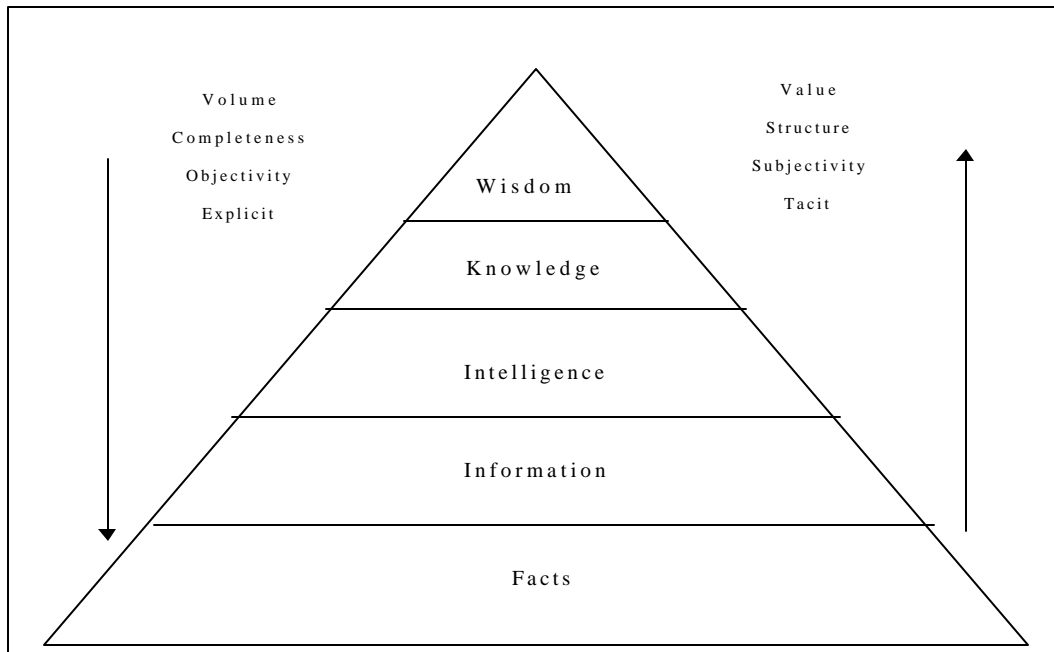 Volume
Completeness
Objectivity
Explicit
Value
Structure
Subjectivity
Tacit
Wisdom
Knowledge
Intelligence
Information
Facts